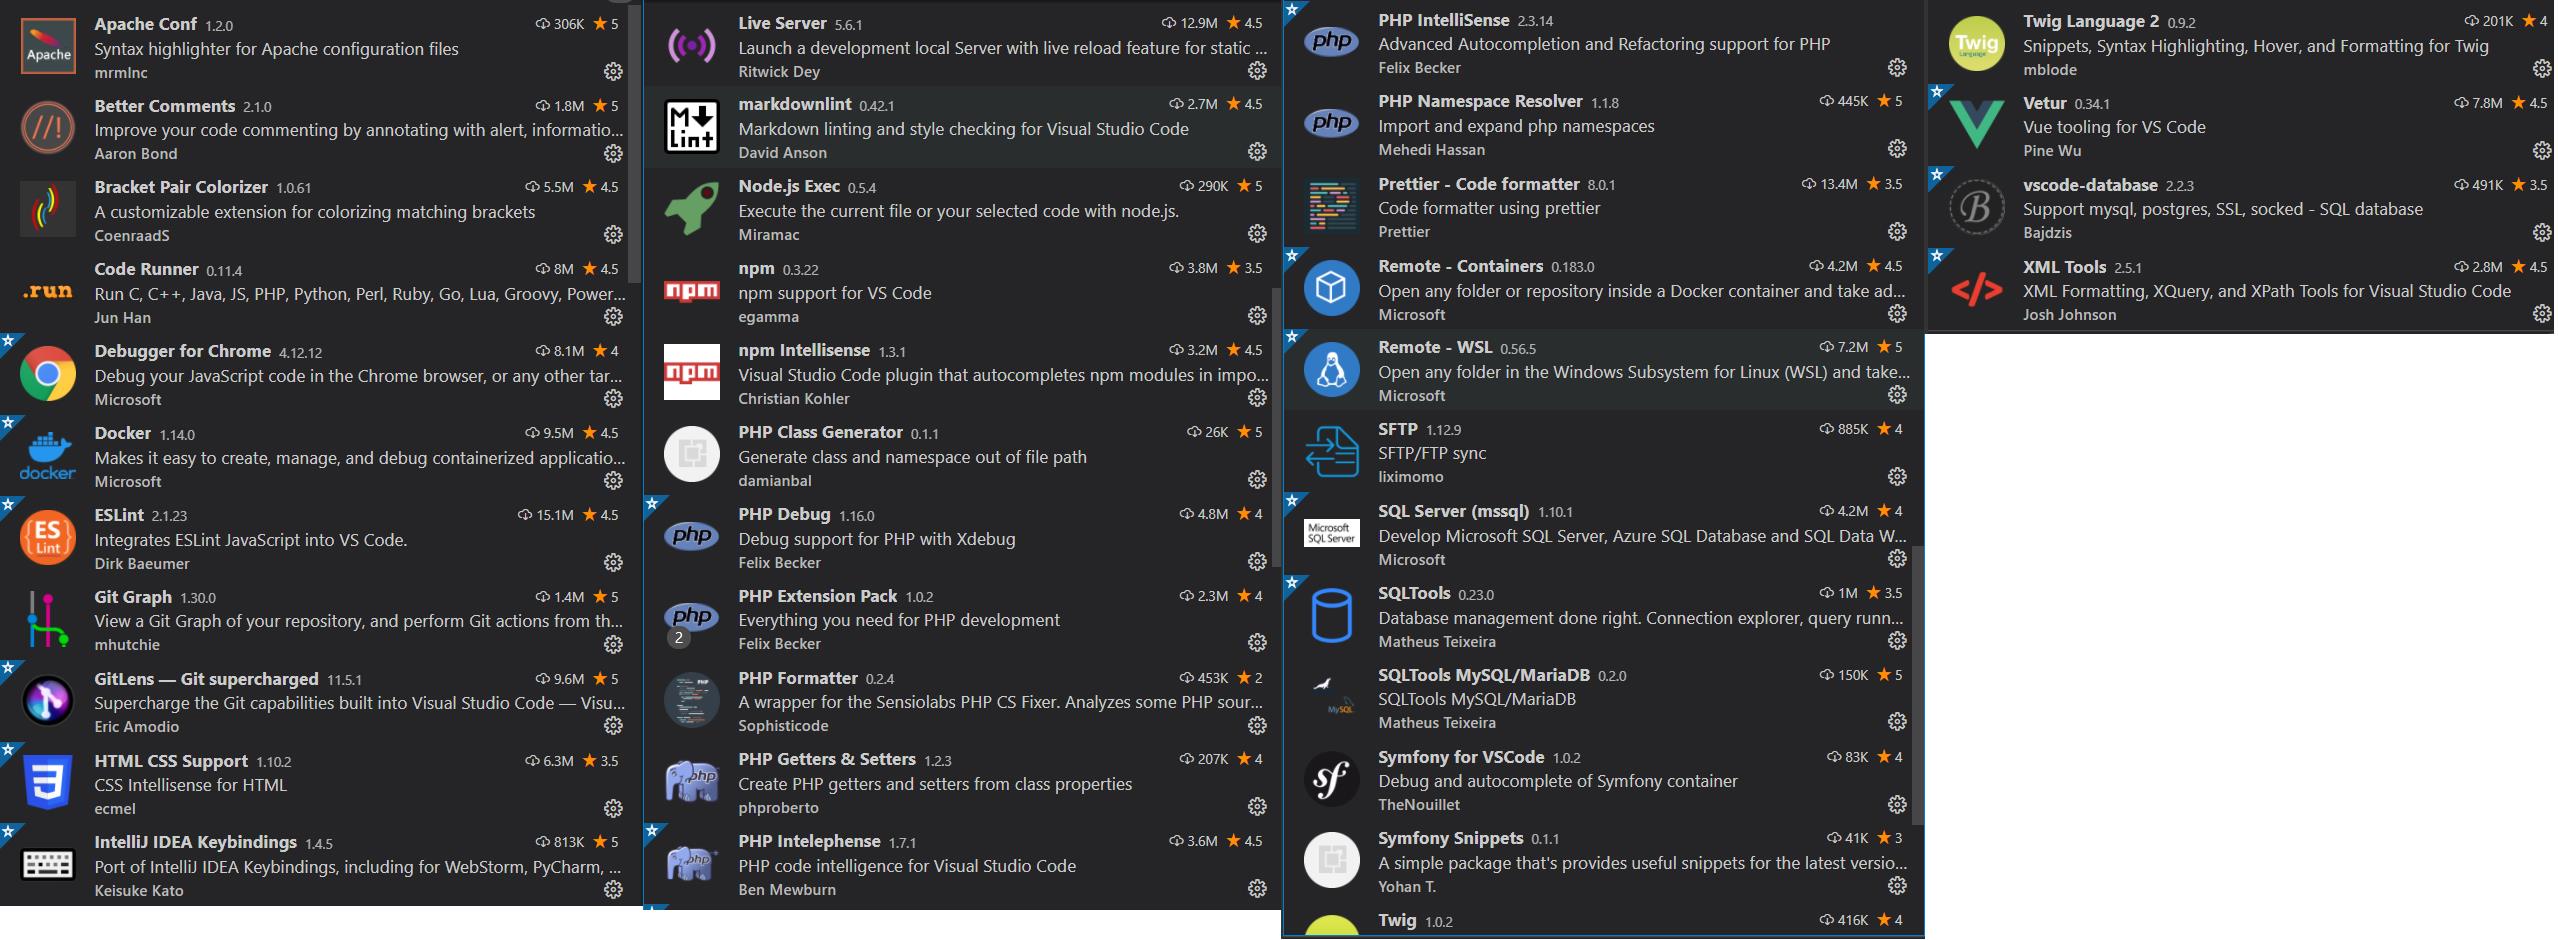 Apache
Apache Conf 1.2.0 306K ★ 5
Syntax highlighter for Apache configuration files
mrmlnc
//!
Better Comments 2.1.0 1.8M ★ 5
Improve your code commenting by annotating with alert, informatio...
Aaron Bond
Bracket Pair Colorizer 1.0.61 5.5M ★ 4.5
A customizable extension for colorizing matching brackets
CoenraadS
.run
Code Runner 0.11.4 8M ★ 4.5
Run C, C++, Java, JS, PHP, Python, Perl, Ruby, Go, Lua, Groovy, Power...
Jun Han
Debugger for Chrome 4.12.12 8.1M ★ 4
Debug your JavaScript code in the Chrome browser, or any other tar...
Microsoft
docker
Docker 1.14.0 9.5M ★ 4.5
Makes it easy to create, manage, and debug containerized applicatio...
Microsoft
{ES}
Lint
ESLint 2.1.23 15.1M ★ 4.5
Integrates ESLint JavaScript into VS Code.
Dirk Baeumer
Git Graph 1.30.0 1.4M ★ 5
View a Git Graph of your repository, and perform Git actions from th...
mhutchie
GitLens — Git supercharged 11.5.1 9.6M ★ 5
Supercharge the Git capabilities built into Visual Studio Code — Visu...
Eric Amodio
3
HTML CSS Support 1.10.2 6.3M ★ 3.5
CSS Intellisense for HTML
ecmel
IntelliJ IDEA Keybindings 1.4.5 813K ★ 5
Port of IntelliJ IDEA Keybindings, including for WebStorm, PyCharm, ...
Keisuke Kato
Live Server 5.6.1 12.9M ★ 4.5
Launch a development local Server with live reload feature for static ...
Ritwick Dey
M
Lint
markdownlint 0.42.1 2.7M ★ 4.5
Markdown linting and style checking for Visual Studio Code
David Anson
Node.js Exec 0.5.4 290K ★ 5
Execute the current file or your selected code with node.js.
Miramac
npm
npm 0.3.22 3.8M ★ 3.5
npm support for VS Code
egamma
npm
npm Intellisense 1.3.1 3.2M ★ 4.5
Visual Studio Code plugin that autocompletes npm modules in impo...
Christian Kohler
PHP Class Generator 0.1.1 26K ★ 5
Generate class and namespace out of file path
damianbal
php
PHP Debug 1.16.0 4.8M ★ 4
Debug support for PHP with Xdebug
Felix Becker
php
2
PHP Extension Pack 1.0.2 2.3M ★ 4
Everything you need for PHP development
Felix Becker
PHP
PHP Formatter 0.2.4 453K ★ 2
A wrapper for the Sensiolabs PHP CS Fixer. Analyzes some PHP sour...
Sophisticode
php
PHP Getters & Setters 1.2.3 207K ★ 4
Create PHP getters and setters from class properties
phproberto
php
PHP Intelephense 1.7.1 3.6M ★ 4.5
PHP code intelligence for Visual Studio Code
Ben Mewburn
php
PHP IntelliSense 2.3.14
Advanced Autocompletion and Refactoring support for PHP
Felix Becker
php
PHP Namespace Resolver 1.1.8 445K ★ 5
Import and expand php namespaces
Mehedi Hassan
Prettier - Code formatter 8.0.1 13.4M ★ 3.5
Code formatter using prettier
Prettier
Remote - Containers 0.183.0 4.2M ★ 4.5
Open any folder or repository inside a Docker container and take ad...
Microsoft
Remote - WSL 0.56.5 7.2M ★ 5
Open any folder in the Windows Subsystem for Linux (WSL) and take...
Microsoft
SFTP 1.12.9 885K ★ 4
SFTP/FTP sync
liximomo
Microsoft
SQL Server
SQL Server (mssql) 1.10.1 4.2M ★ 4
Develop Microsoft SQL Server, Azure SQL Database and SQL Data W...
Microsoft
SQLTools 0.23.0 1M ★ 3.5
Database management done right. Connection explorer, query runn...
Matheus Teixeira
MySQL
SQLTools MySQL/MariaDB 0.2.0 150K ★ 5
SQLTools MySQL/MariaDB
Matheus Teixeira
sf
Symfony for VSCode 1.0.2 83K ★ 4
Debug and autocomplete of Symfony container
TheNouillet
Symfony Snippets 0.1.1 41K ★ 3
A simple package that's provides useful snippets for the latest versio...
Yohan T.
Twig 1.0.2 416K ★ 4
Twig
Language
Twig Language 2 0.9.2 201K ★ 4
Snippets, Syntax Highlighting, Hover, and Formatting for Twig
mblode
Vetur 0.34.1 7.8M ★ 4.5
Vue tooling for VS Code
Pine Wu
B
vscode-database 2.2.3 491K ★ 3.5
Support mysql, postgres, SSL, socked - SQL database
Bajdzis
</>
XML Tools 2.5.1 2.8M ★ 4.5
XML Formatting, XQuery, and XPath Tools for Visual Studio Code
Josh Johnson